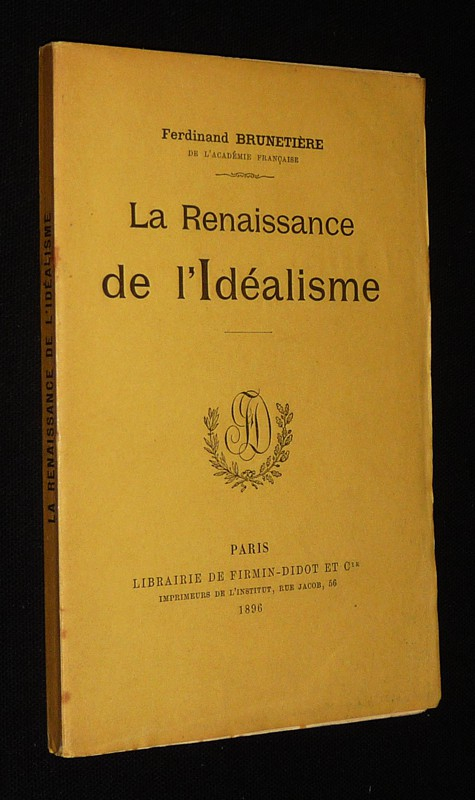 Ferdinand BRUNETIÈRE
DE L'ACADÉMIE FRANÇAISE
La Renaissance
de l'Idéalisme
FD
PARIS
LIBRAIRIE DE FIRMIN-DIDOT ET Cie
IMPRIMEURS DE L'INSTITUT, RUE JACOB, 56
1896
LA RENAISSANCE DE L'IDÉALISME